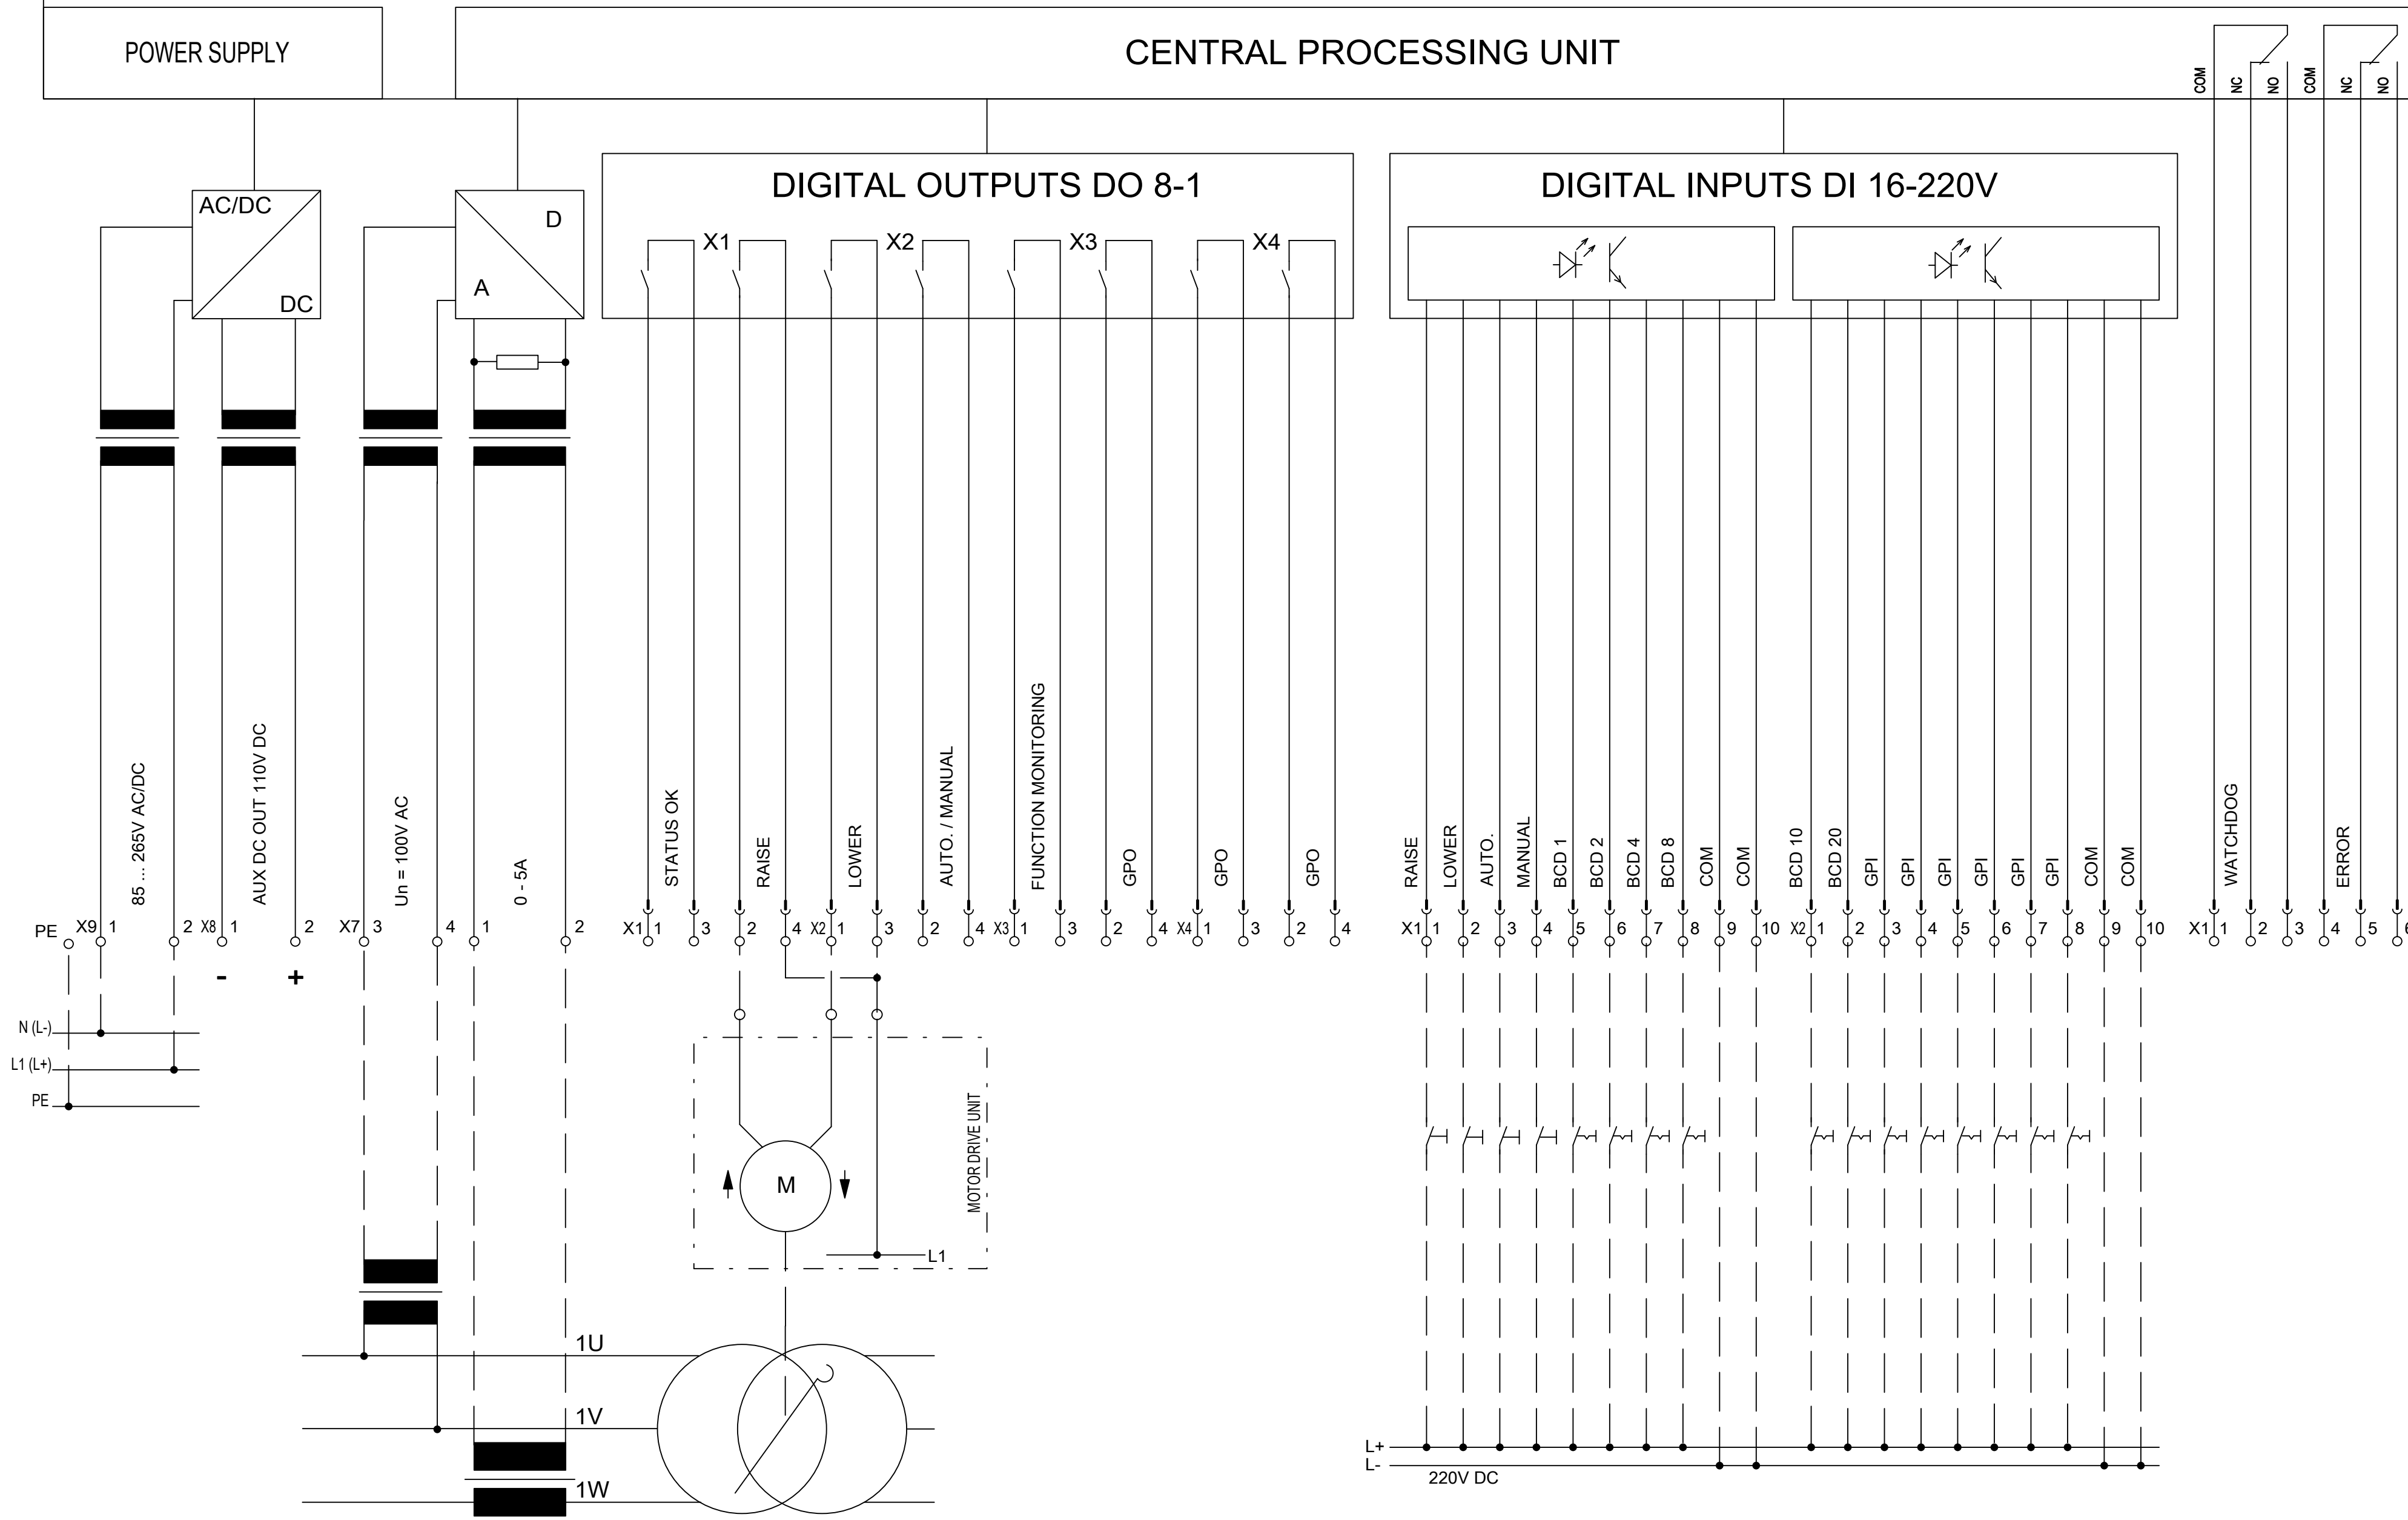 POWER SUPPLY
CENTRAL PROCESSING UNIT
COM
NC
NO
COM
NC
NO
AC/DC
DC
D
A
DIGITAL OUTPUTS DO 8-1
X1
X2
X3
X4
DIGITAL INPUTS DI 16-220V
85 ... 265V AC/DC
AUX DC OUT 110V DC
Un = 100V AC
0 - 5A
STATUS OK
RAISE
LOWER
AUTO. / MANUAL
FUNCTION MONITORING
GPO
GPO
GPO
RAISE
LOWER
AUTO.
MANUAL
BCD 1
BCD 2
BCD 4
BCD 8
COM
COM
BCD 10
BCD 20
GPI
GPI
GPI
GPI
GPI
GPI
COM
COM
WATCHDOG
ERROR
PE X9 1 2 X8 1 2 X7 3 4 1 2 X1 1 3 2 4 X2 1 3 2 4 X3 1 3 2 4 X4 1 3 2 4 X1 1 2 3 4 5 6 7 8 9 10 X2 1 2 3 4 5 6 7 8 9 10 X1 1 2 3 4 5 6
- +
N (L-)
L1 (L+)
PE
MOTOR DRIVE UNIT
M
L1
1U
1V
1W
L+
L-
220V DC